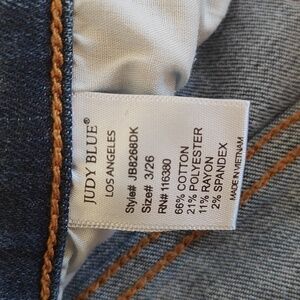 JUDY BLUE®
LOS ANGELES
Style# JB8268DK
Size# 3/26
RN# 116380
66% COTTON
21% POLYESTER
11% RAYON
2% SPANDEX
MADE IN VIETNAM